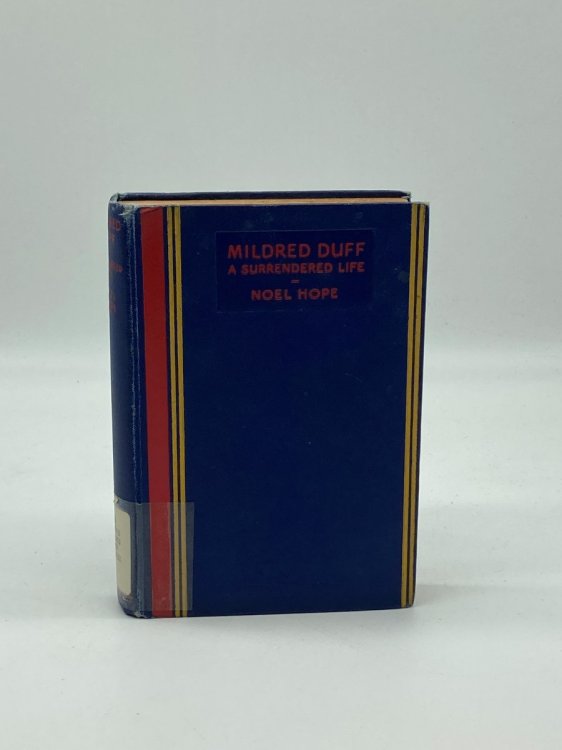 MILDRED DUFF
A SURRENDERED LIFE
=
NOEL HOPE